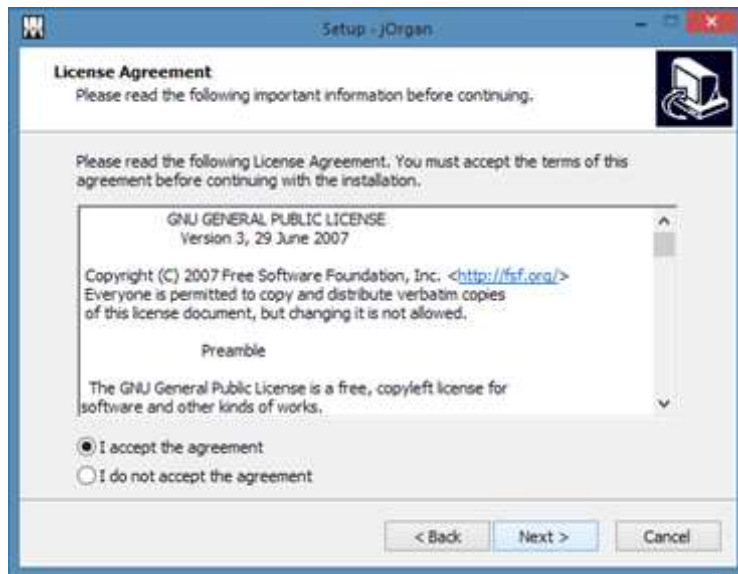 Setup - jOrgan
License Agreement
Please read the following important information before continuing.
Please read the following License Agreement. You must accept the terms of this
agreement before continuing with the installation.
GNU GENERAL PUBLIC LICENSE
Version 3, 29 June 2007
Copyright (C) 2007 Free Software Foundation, Inc. <http://fsf.org/>
Everyone is permitted to copy and distribute verbatim copies
of this license document, but changing it is not allowed.
Preamble
The GNU General Public License is a free, copyleft license for
software and other kinds of works.
I accept the agreement
I do not accept the agreement
< Back Next > Cancel